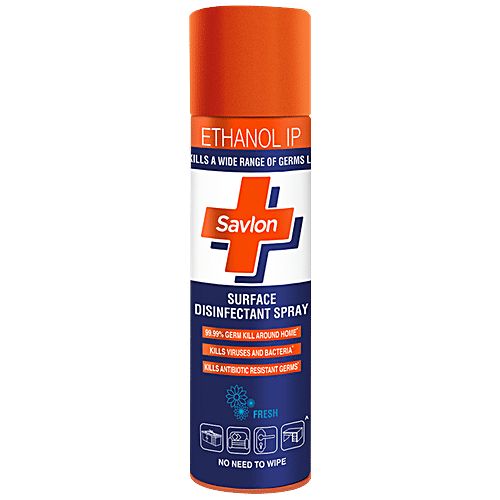 ETHANOL IP
KILLS A WIDE RANGE OF GERMS
Savlon
SURFACE
DISINFECTANT SPRAY
99.99% GERM KILL AROUND HOME*
KILLS VIRUSES AND BACTERIA*
KILLS ANTIBIOTIC RESISTANT GERMS*
FRESH
^
NO NEED TO WIPE